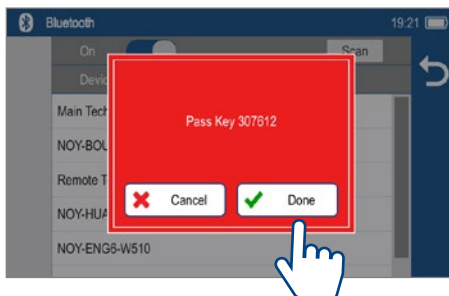 Bluetooth 19:21
On Scan
Main Tech
Pass Key 307612
NOY-BOU
Remote T
Cancel Done
NOY-HUA
NOY-ENG6-W510